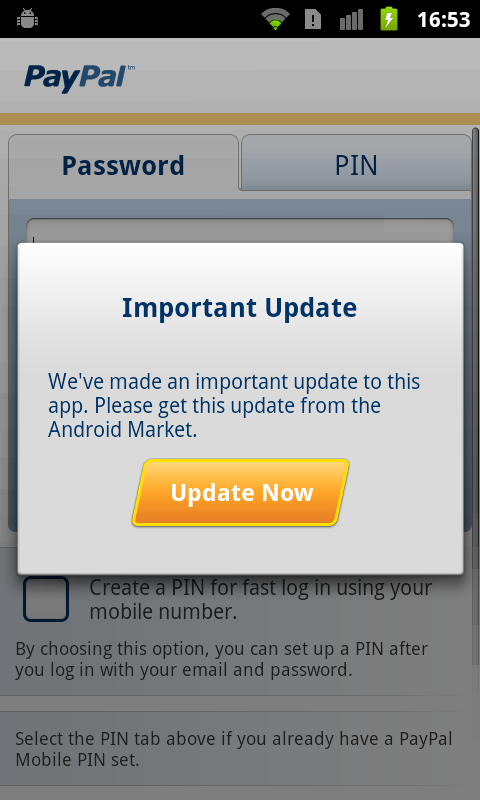 16:53
PayPal™
Password
PIN
Important Update
We've made an important update to this
app. Please get this update from the
Android Market.
Update Now
Create a PIN for fast log in using your
mobile number.
By choosing this option, you can set up a PIN after
you log in with your email and password.
Select the PIN tab above if you already have a PayPal
Mobile PIN set.